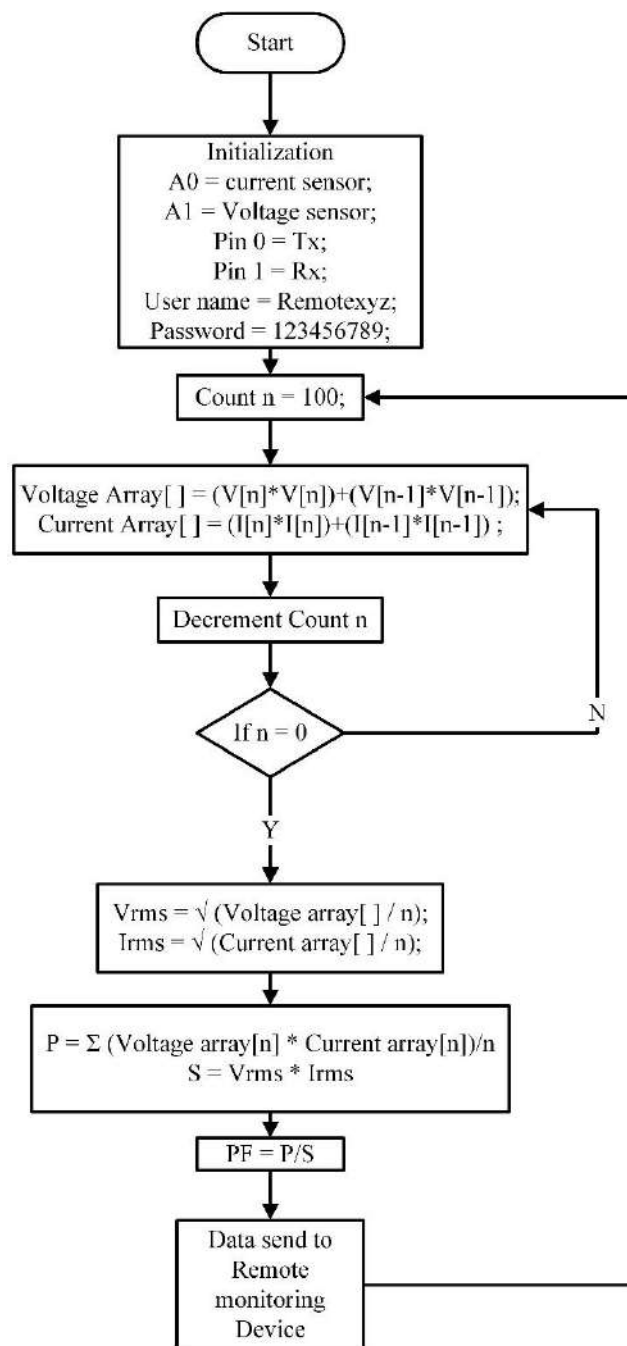 Start
Initialization
A0 = current sensor;
A1 = Voltage sensor;
Pin 0 = Tx;
Pin 1 = Rx;
User name = Remotexyz;
Password = 123456789;
Count n = 100;
Voltage Array[ ] = (V[n]*V[n])+(V[n-1]*V[n-1]);
Current Array[ ] = (I[n]*I[n])+(I[n-1]*I[n-1]) ;
Decrement Count n
If n = 0
N
Y
Vrms = √ (Voltage array[ ] / n);
Irms = √ (Current array[ ] / n);
P = Σ (Voltage array[n] * Current array[n])/n
S = Vrms * Irms
PF = P/S
Data send to
Remote
monitoring
Device